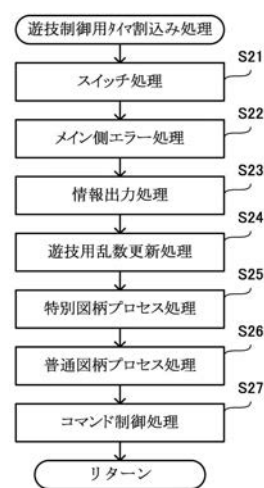 遊技制御用タイマ割込み処理
S21
スイッチ処理
S22
メイン側エラー処理
S23
情報出力処理
S24
遊技用乱数更新処理
S25
特別図柄プロセス処理
S26
普通図柄プロセス処理
S27
コマンド制御処理
リターン